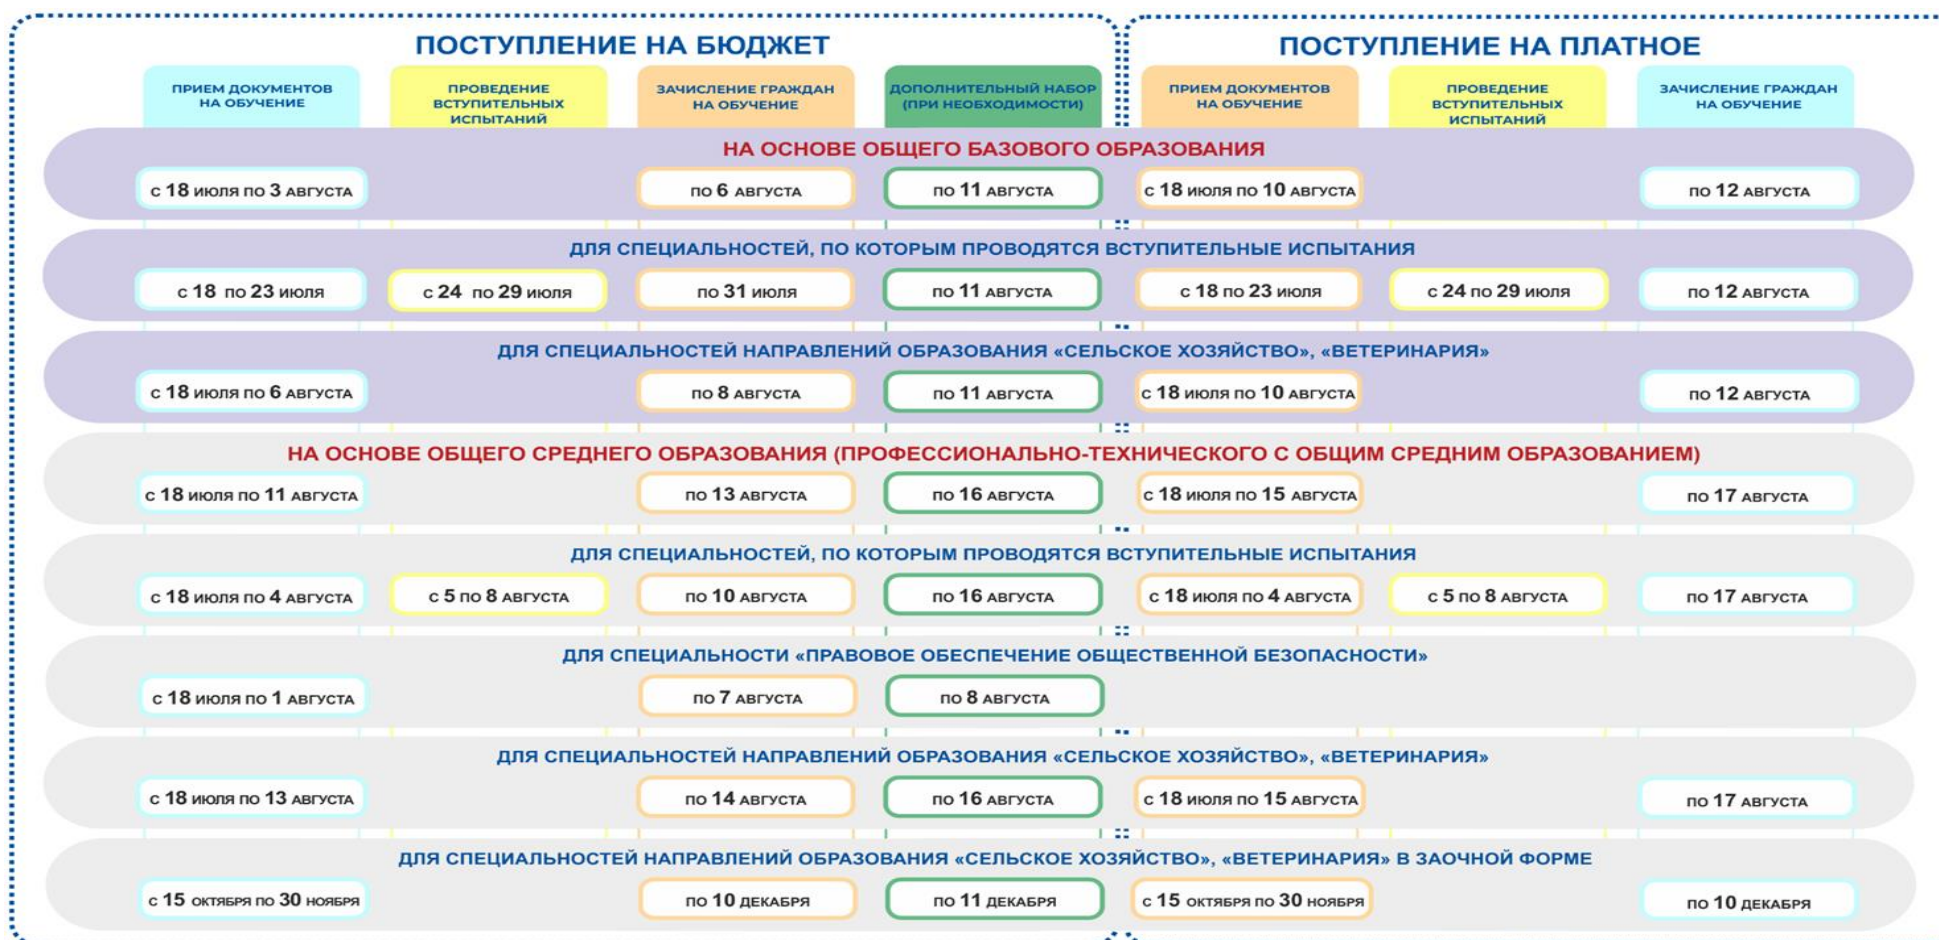 ПОСТУПЛЕНИЕ НА БЮДЖЕТ
ПОСТУПЛЕНИЕ НА ПЛАТНОЕ
ПРИЕМ ДОКУМЕНТОВ
НА ОБУЧЕНИЕ
ПРОВЕДЕНИЕ
ВСТУПИТЕЛЬНЫХ
ИСПЫТАНИЙ
ЗАЧИСЛЕНИЕ ГРАЖДАН
НА ОБУЧЕНИЕ
ДОПОЛНИТЕЛЬНЫЙ НАБОР
(ПРИ НЕОБХОДИМОСТИ)
ПРИЕМ ДОКУМЕНТОВ
НА ОБУЧЕНИЕ
ПРОВЕДЕНИЕ
ВСТУПИТЕЛЬНЫХ
ИСПЫТАНИЙ
ЗАЧИСЛЕНИЕ ГРАЖДАН
НА ОБУЧЕНИЕ
НА ОСНОВЕ ОБЩЕГО БАЗОВОГО ОБРАЗОВАНИЯ
С 18 ИЮЛЯ ПО 3 АВГУСТА
ПО 6 АВГУСТА
ПО 11 АВГУСТА
С 18 ИЮЛЯ ПО 10 АВГУСТА
ПО 12 АВГУСТА
ДЛЯ СПЕЦИАЛЬНОСТЕЙ, ПО КОТОРЫМ ПРОВОДЯТСЯ ВСТУПИТЕЛЬНЫЕ ИСПЫТАНИЯ
С 18 ПО 23 ИЮЛЯ
С 24 ПО 29 ИЮЛЯ
ПО 31 ИЮЛЯ
ПО 11 АВГУСТА
С 18 ПО 23 ИЮЛЯ
С 24 ПО 29 ИЮЛЯ
ПО 12 АВГУСТА
ДЛЯ СПЕЦИАЛЬНОСТЕЙ НАПРАВЛЕНИЙ ОБРАЗОВАНИЯ «СЕЛЬСКОЕ ХОЗЯЙСТВО», «ВЕТЕРИНАРИЯ»
С 18 ИЮЛЯ ПО 6 АВГУСТА
ПО 8 АВГУСТА
ПО 11 АВГУСТА
С 18 ИЮЛЯ ПО 10 АВГУСТА
ПО 12 АВГУСТА
НА ОСНОВЕ ОБЩЕГО СРЕДНЕГО ОБРАЗОВАНИЯ (ПРОФЕССИОНАЛЬНО-ТЕХНИЧЕСКОГО С ОБЩИМ СРЕДНИМ ОБРАЗОВАНИЕМ)
С 18 ИЮЛЯ ПО 11 АВГУСТА
ПО 13 АВГУСТА
ПО 16 АВГУСТА
С 18 ИЮЛЯ ПО 15 АВГУСТА
ПО 17 АВГУСТА
ДЛЯ СПЕЦИАЛЬНОСТЕЙ, ПО КОТОРЫМ ПРОВОДЯТСЯ ВСТУПИТЕЛЬНЫЕ ИСПЫТАНИЯ
С 18 ИЮЛЯ ПО 4 АВГУСТА
С 5 ПО 8 АВГУСТА
ПО 10 АВГУСТА
ПО 16 АВГУСТА
С 18 ИЮЛЯ ПО 4 АВГУСТА
С 5 ПО 8 АВГУСТА
ПО 17 АВГУСТА
ДЛЯ СПЕЦИАЛЬНОСТИ «ПРАВОВОЕ ОБЕСПЕЧЕНИЕ ОБЩЕСТВЕННОЙ БЕЗОПАСНОСТИ»
С 18 ИЮЛЯ ПО 1 АВГУСТА
ПО 7 АВГУСТА
ПО 8 АВГУСТА
ДЛЯ СПЕЦИАЛЬНОСТЕЙ НАПРАВЛЕНИЙ ОБРАЗОВАНИЯ «СЕЛЬСКОЕ ХОЗЯЙСТВО», «ВЕТЕРИНАРИЯ»
С 18 ИЮЛЯ ПО 13 АВГУСТА
ПО 14 АВГУСТА
ПО 16 АВГУСТА
С 18 ИЮЛЯ ПО 15 АВГУСТА
ПО 17 АВГУСТА
ДЛЯ СПЕЦИАЛЬНОСТЕЙ НАПРАВЛЕНИЙ ОБРАЗОВАНИЯ «СЕЛЬСКОЕ ХОЗЯЙСТВО», «ВЕТЕРИНАРИЯ» В ЗАОЧНОЙ ФОРМЕ
С 15 ОКТЯБРЯ ПО 30 НОЯБРЯ
ПО 10 ДЕКАБРЯ
ПО 11 ДЕКАБРЯ
С 15 ОКТЯБРЯ ПО 30 НОЯБРЯ
ПО 10 ДЕКАБРЯ